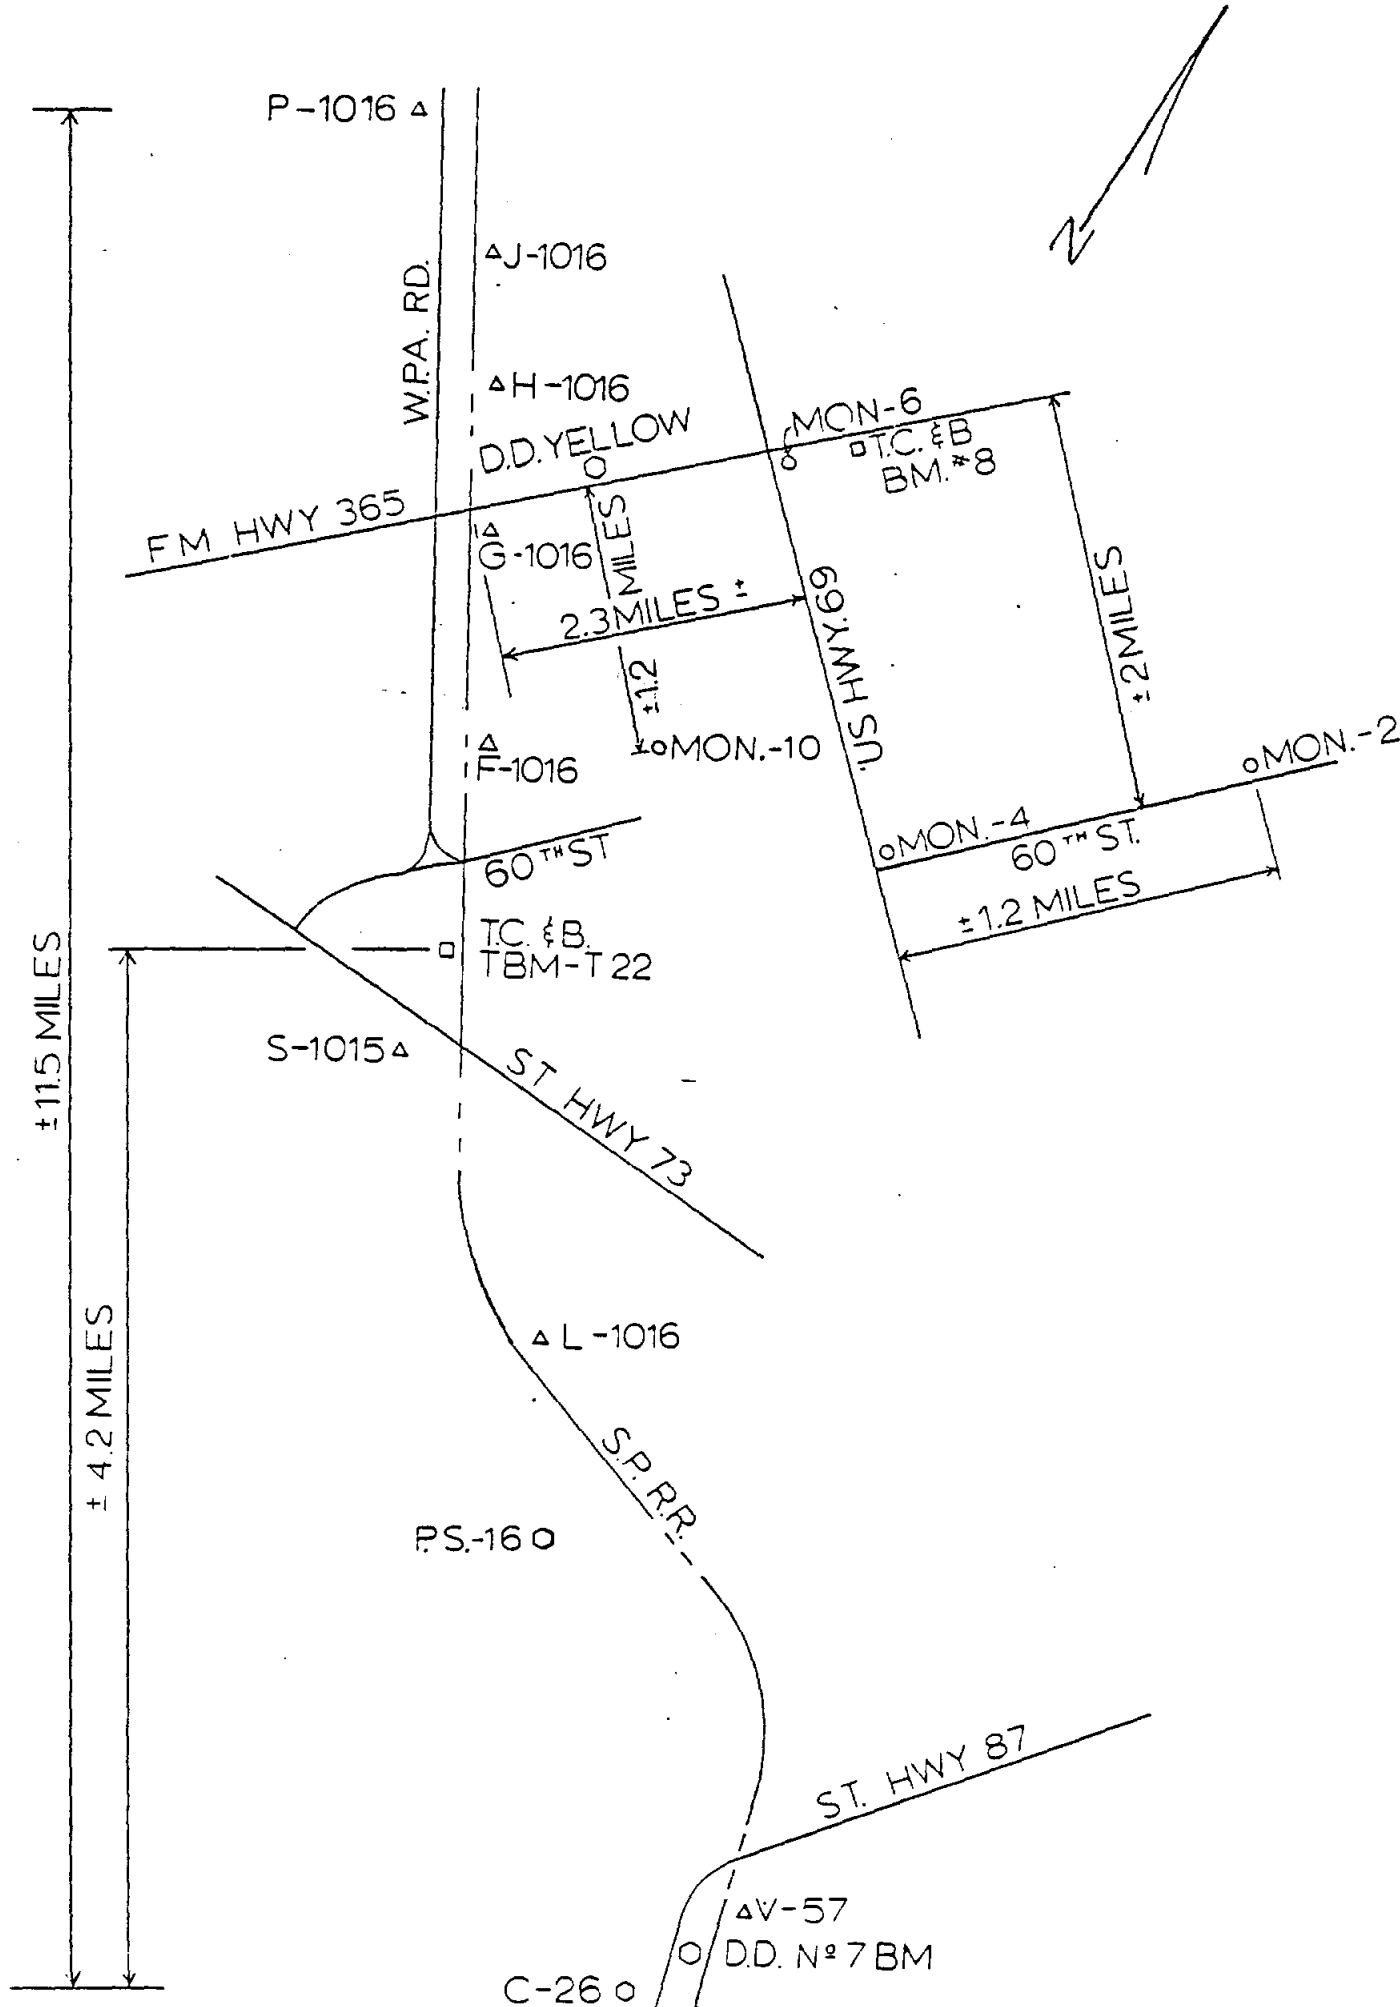 P-1016
J-1016
N
W.P.A. RD.
H-1016
D.D. YELLOW
MON-6
T.C. & B
BM. #8
FM HWY 365
G-1016
MILES
±1.2
2.3 MILES ±
US HWY. 69
±2 MILES
F-1016
MON.-10
MON.-2
MON.-4
60TH ST
60TH ST.
±1.2 MILES
T.C. & B.
TBM-T 22
±11.5 MILES
S-1015
ST HWY 73
± 4.2 MILES
L-1016
S.P. R.R.
P.S.-16
ST. HWY 87
V-57
D.D. Nº 7 BM
C-26